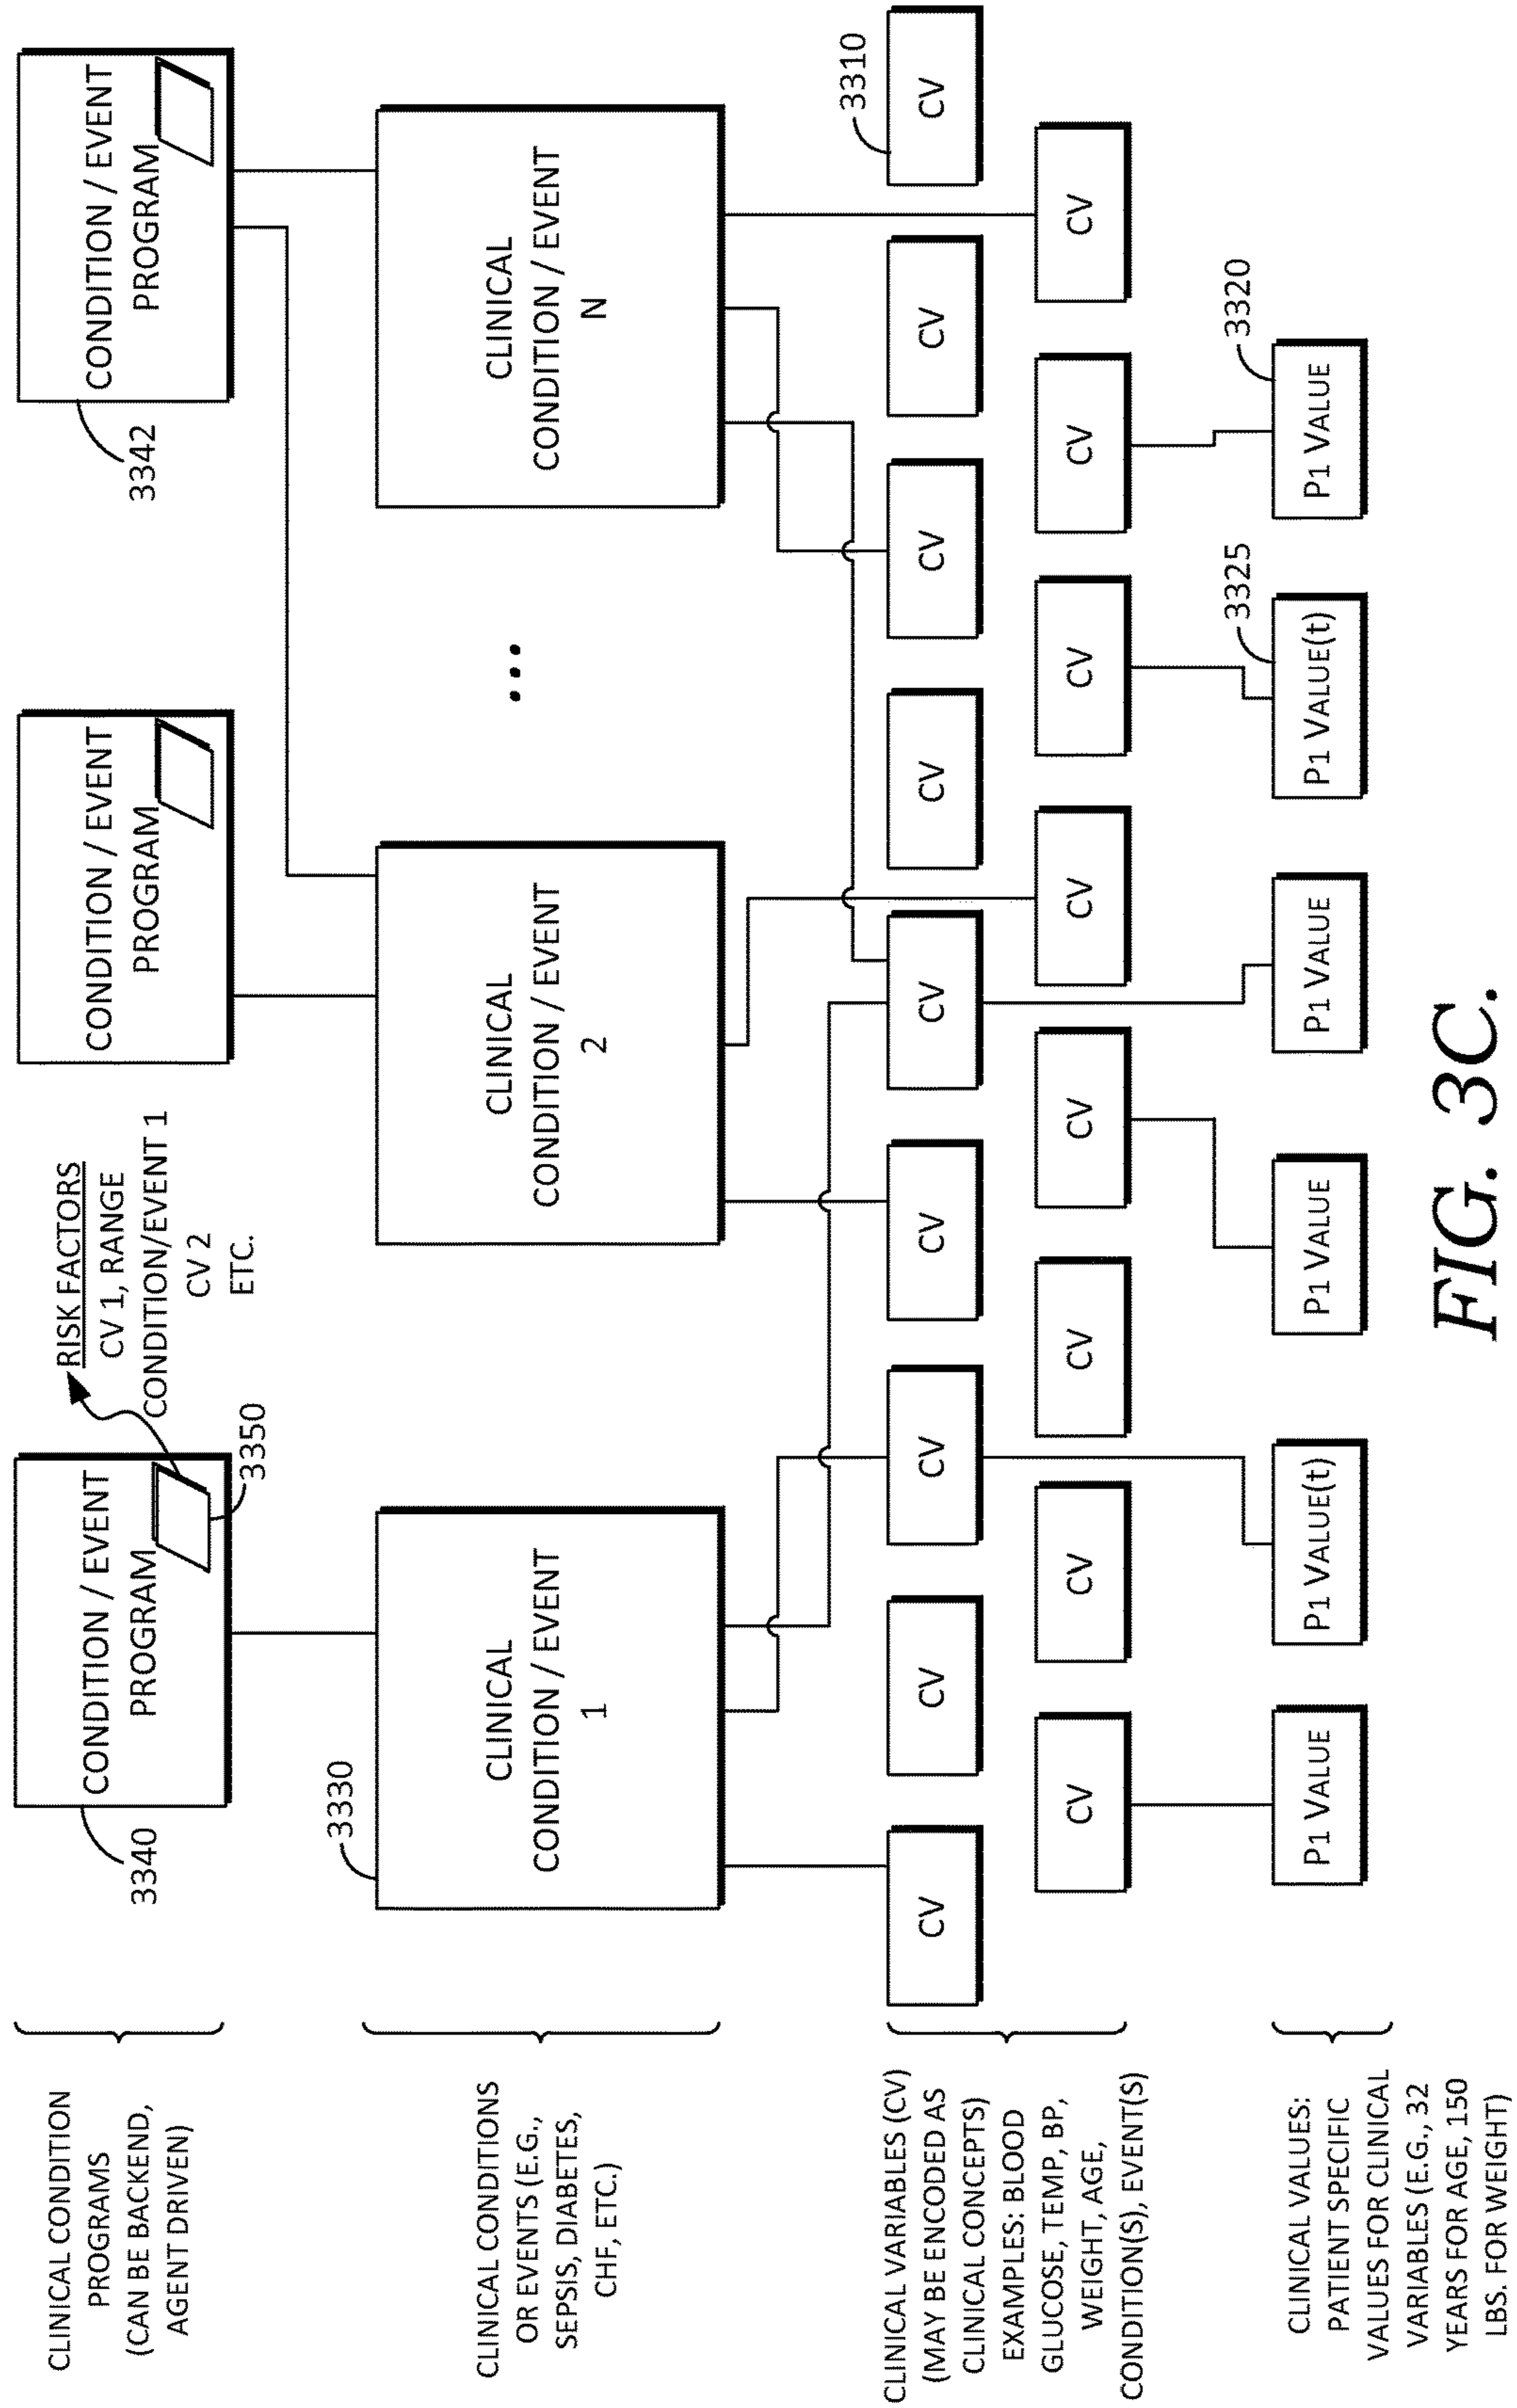 CLINICAL CONDITION
PROGRAMS
(CAN BE BACKEND,
AGENT DRIVEN)
3340
CONDITION / EVENT
PROGRAM
3350
RISK FACTORS
CV 1, RANGE
CONDITION/EVENT 1
CV 2
ETC.
CONDITION / EVENT
PROGRAM
3342
CONDITION / EVENT
PROGRAM
CLINICAL CONDITIONS
OR EVENTS (E.G.,
SEPSIS, DIABETES,
CHF, ETC.)
3330
CLINICAL
CONDITION / EVENT
1
CLINICAL
CONDITION / EVENT
2
...
CLINICAL
CONDITION / EVENT
N
CLINICAL VARIABLES (CV)
(MAY BE ENCODED AS
CLINICAL CONCEPTS)
EXAMPLES: BLOOD
GLUCOSE, TEMP, BP,
WEIGHT, AGE,
CONDITION(S), EVENT(S)
CV
CV
CV
CV
CV
CV
CV
CV
CV
3310
CV
CV
CV
CV
CV
CV
CV
CV
CLINICAL VALUES:
PATIENT SPECIFIC
VALUES FOR CLINICAL
VARIABLES (E.G., 32
YEARS FOR AGE, 150
LBS. FOR WEIGHT)
P1 VALUE
P1 VALUE(t)
P1 VALUE
P1 VALUE
P1 VALUE(t)
3325
P1 VALUE
3320
FIG. 3C.